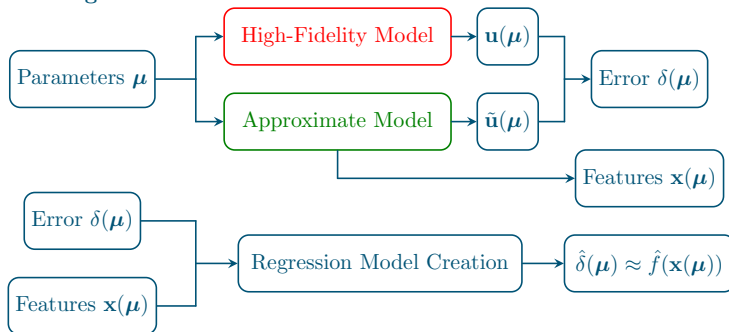 High-Fidelity Model
u(μ)
Parameters μ
Error δ(μ)
Approximate Model
ũ(μ)
Features x(μ)
Error δ(μ)
Regression Model Creation
δ̂(μ) ≈ f̂(x(μ))
Features x(μ)